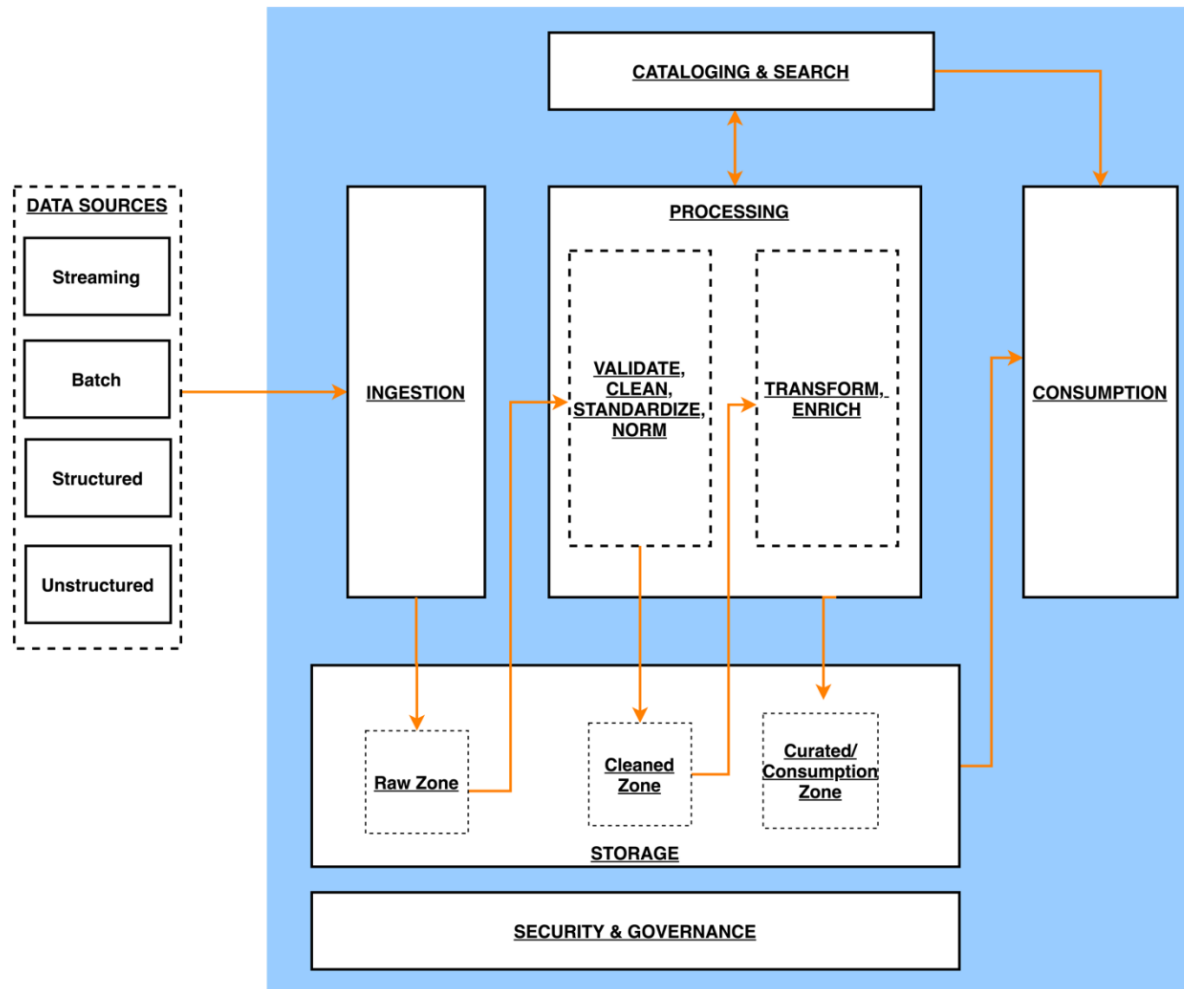 CATALOGING & SEARCH
DATA SOURCES
Streaming
Batch
Structured
Unstructured
INGESTION
PROCESSING
VALIDATE,
CLEAN,
STANDARDIZE,
NORM
TRANSFORM,
ENRICH
CONSUMPTION
Raw Zone
Cleaned
Zone
Curated/
Consumption
Zone
STORAGE
SECURITY & GOVERNANCE